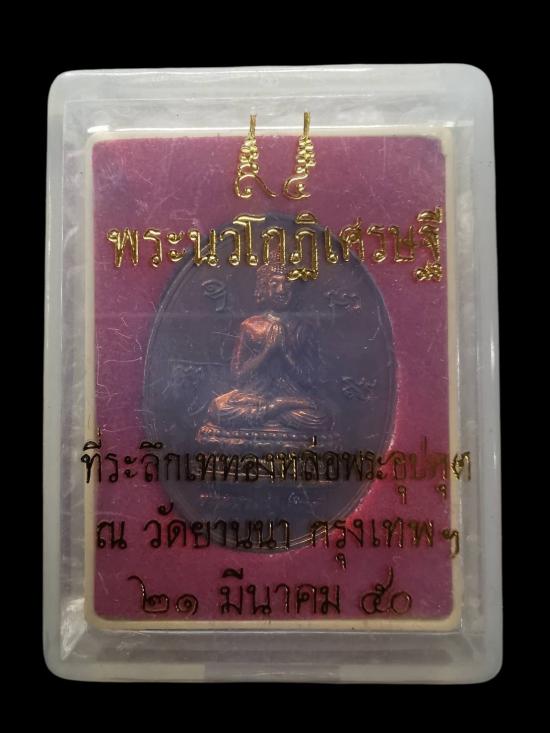 ๙ ๔
พระนวโกฏิเศรษฐี
ที่ระลึกเททองหล่อพระอุปคุต
ณ วัดยานนา กรุงเทพฯ
๒๑ มีนาคม ๕๐